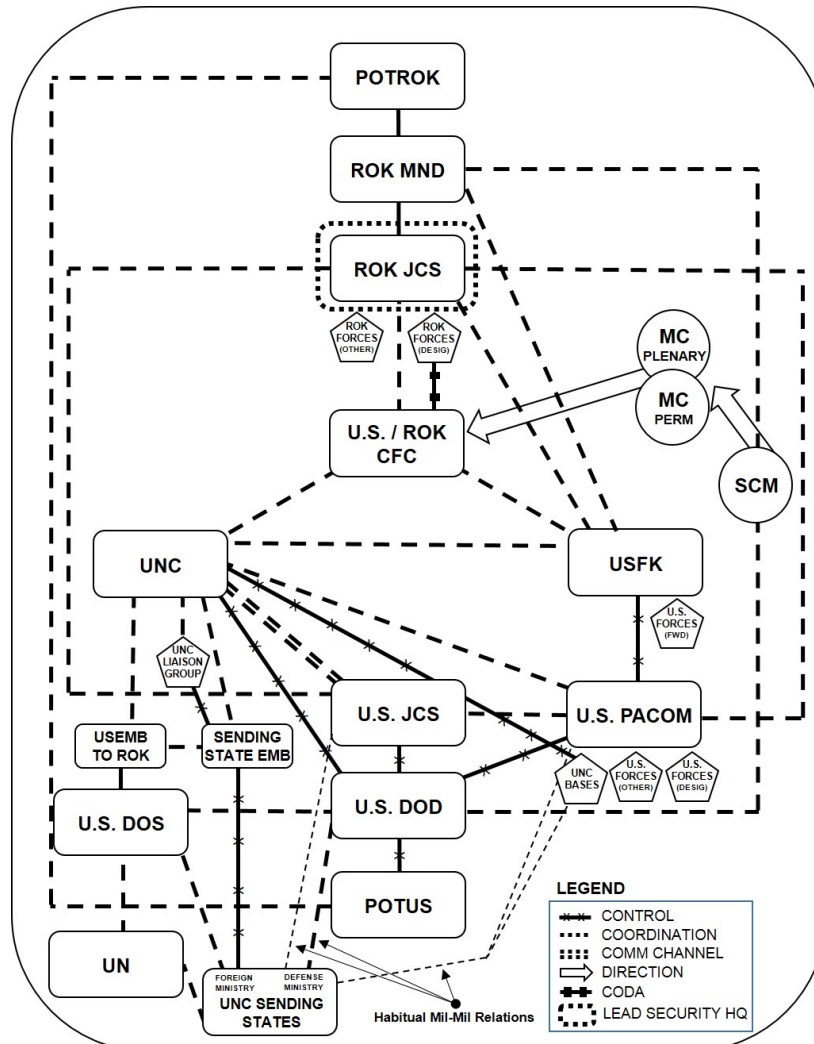 POTROK
ROK MND
ROK JCS
ROK
FORCES
(OTHER)
ROK
FORCES
(DESIG)
MC
PLENARY
MC
PERM
U.S. / ROK
CFC
SCM
UNC
USFK
U.S.
FORCES
(FWD)
UNC
LIAISON
GROUP
U.S. JCS
U.S. PACOM
USEMB
TO ROK
SENDING
STATE EMB
UNC
BASES
U.S.
FORCES
(OTHER)
U.S.
FORCES
(DESIG)
U.S. DOS
U.S. DOD
POTUS
UN
FOREIGN
MINISTRY
DEFENSE
MINISTRY
UNC SENDING
STATES
Habitual Mil-Mil Relations
LEGEND
CONTROL
COORDINATION
COMM CHANNEL
DIRECTION
CODA
LEAD SECURITY HQ